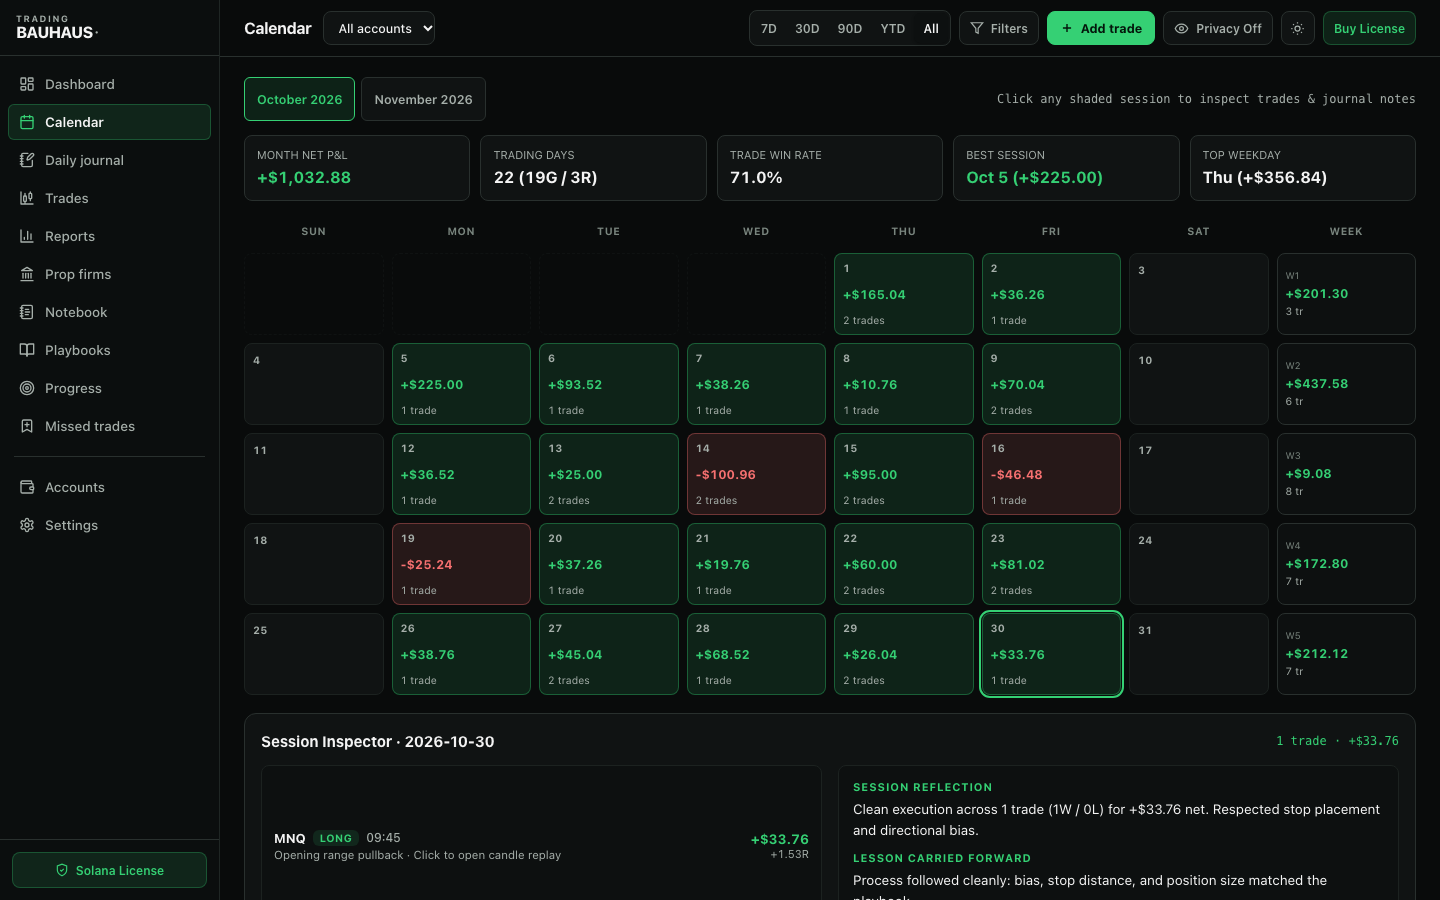 TRADING
BAUHAUS·
Calendar
All accounts
7D 30D 90D YTD All
Filters
+ Add trade
Privacy Off
Buy License
Dashboard
Calendar
Daily journal
Trades
Reports
Prop firms
Notebook
Playbooks
Progress
Missed trades
Accounts
Settings
Solana License
October 2026
November 2026
Click any shaded session to inspect trades & journal notes
MONTH NET P&L
+$1,032.88
TRADING DAYS
22 (19G / 3R)
TRADE WIN RATE
71.0%
BEST SESSION
Oct 5 (+$225.00)
TOP WEEKDAY
Thu (+$356.84)
SUN MON TUE WED THU FRI SAT WEEK
1
+$165.04
2 trades
2
+$36.26
1 trade
3
W1
+$201.30
3 tr
4
5
+$225.00
1 trade
6
+$93.52
1 trade
7
+$38.26
1 trade
8
+$10.76
1 trade
9
+$70.04
2 trades
10
W2
+$437.58
6 tr
11
12
+$36.52
1 trade
13
+$25.00
2 trades
14
-$100.96
2 trades
15
+$95.00
2 trades
16
-$46.48
1 trade
17
W3
+$9.08
8 tr
18
19
-$25.24
1 trade
20
+$37.26
1 trade
21
+$19.76
1 trade
22
+$60.00
2 trades
23
+$81.02
2 trades
24
W4
+$172.80
7 tr
25
26
+$38.76
1 trade
27
+$45.04
2 trades
28
+$68.52
1 trade
29
+$26.04
2 trades
30
+$33.76
1 trade
31
W5
+$212.12
7 tr
Session Inspector · 2026-10-30
1 trade · +$33.76
MNQ LONG 09:45
Opening range pullback · Click to open candle replay
+$33.76
+1.53R
SESSION REFLECTION
Clean execution across 1 trade (1W / 0L) for +$33.76 net. Respected stop placement
and directional bias.
LESSON CARRIED FORWARD
Process followed cleanly: bias, stop distance, and position size matched the
playbook.